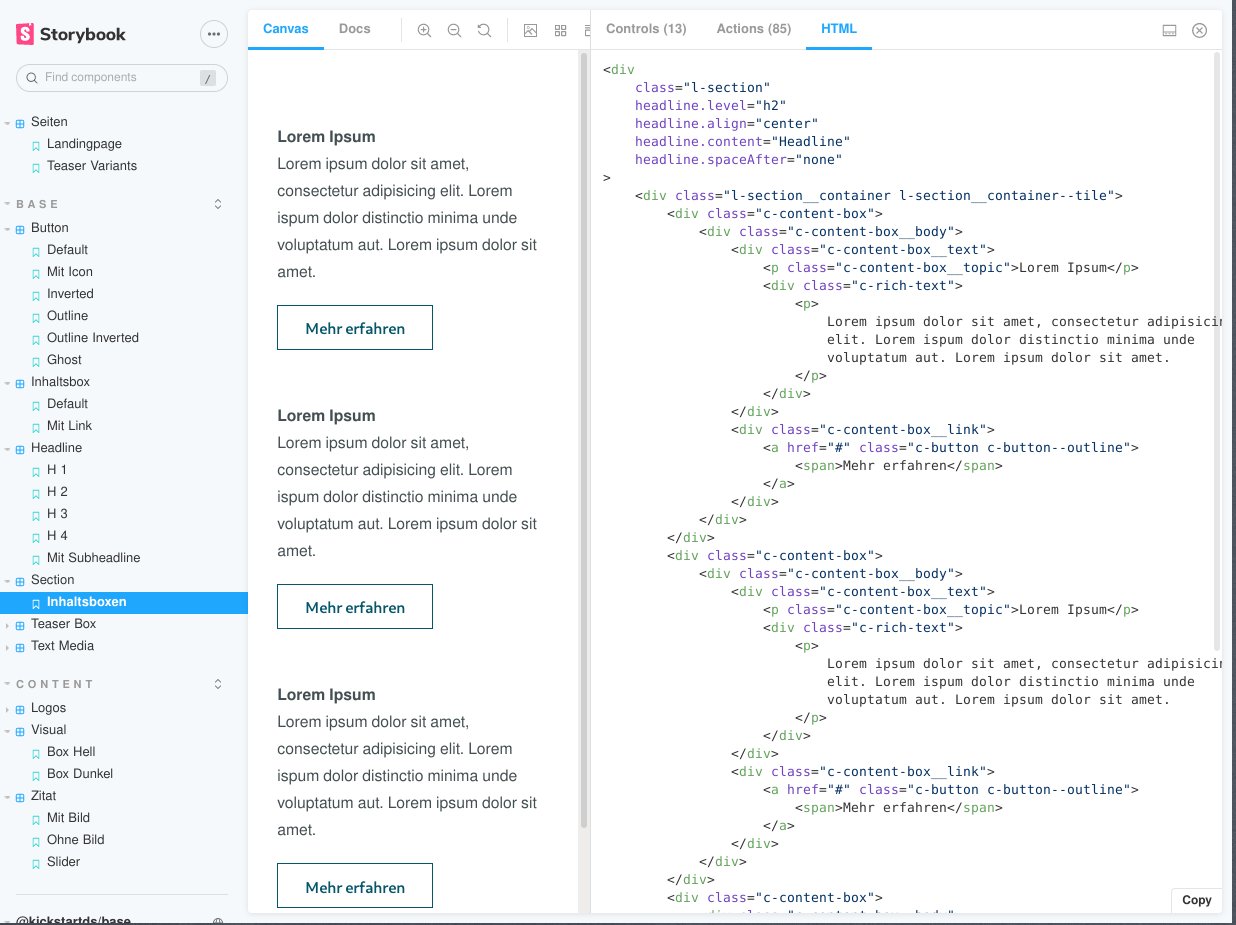 Storybook
Find components
/
Seiten
Landingpage
Teaser Variants
BASE
Button
Default
Mit Icon
Inverted
Outline
Outline Inverted
Ghost
Inhaltsbox
Default
Mit Link
Headline
H 1
H 2
H 3
H 4
Mit Subheadline
Section
Inhaltsboxen
Teaser Box
Text Media
CONTENT
Logos
Visual
Box Hell
Box Dunkel
Zitat
Mit Bild
Ohne Bild
Slider
@kickstartds/base
Canvas
Docs
Lorem Ipsum
Lorem ipsum dolor sit amet,
consectetur adipisicing elit. Lorem
ispum dolor distinctio minima unde
voluptatum aut. Lorem ipsum dolor sit
amet.
Mehr erfahren
Lorem Ipsum
Lorem ipsum dolor sit amet,
consectetur adipisicing elit. Lorem
ispum dolor distinctio minima unde
voluptatum aut. Lorem ipsum dolor sit
amet.
Mehr erfahren
Lorem Ipsum
Lorem ipsum dolor sit amet,
consectetur adipisicing elit. Lorem
ispum dolor distinctio minima unde
voluptatum aut. Lorem ipsum dolor sit
amet.
Mehr erfahren
Controls (13)
Actions (85)
HTML
<div
class="l-section"
headline.level="h2"
headline.align="center"
headline.content="Headline"
headline.spaceAfter="none"
>
<div class="l-section__container l-section__container--tile">
<div class="c-content-box">
<div class="c-content-box__body">
<div class="c-content-box__text">
<p class="c-content-box__topic">Lorem Ipsum</p>
<div class="c-rich-text">
<p>
Lorem ipsum dolor sit amet, consectetur adipisicin
elit. Lorem ispum dolor distinctio minima unde
voluptatum aut. Lorem ipsum dolor sit amet.
</p>
</div>
</div>
<div class="c-content-box__link">
<a href="#" class="c-button c-button--outline">
<span>Mehr erfahren</span>
</a>
</div>
</div>
</div>
<div class="c-content-box">
<div class="c-content-box__body">
<div class="c-content-box__text">
<p class="c-content-box__topic">Lorem Ipsum</p>
<div class="c-rich-text">
<p>
Lorem ipsum dolor sit amet, consectetur adipisicin
elit. Lorem ispum dolor distinctio minima unde
voluptatum aut. Lorem ipsum dolor sit amet.
</p>
</div>
</div>
<div class="c-content-box__link">
<a href="#" class="c-button c-button--outline">
<span>Mehr erfahren</span>
</a>
</div>
</div>
</div>
<div class="c-content-box">
Copy